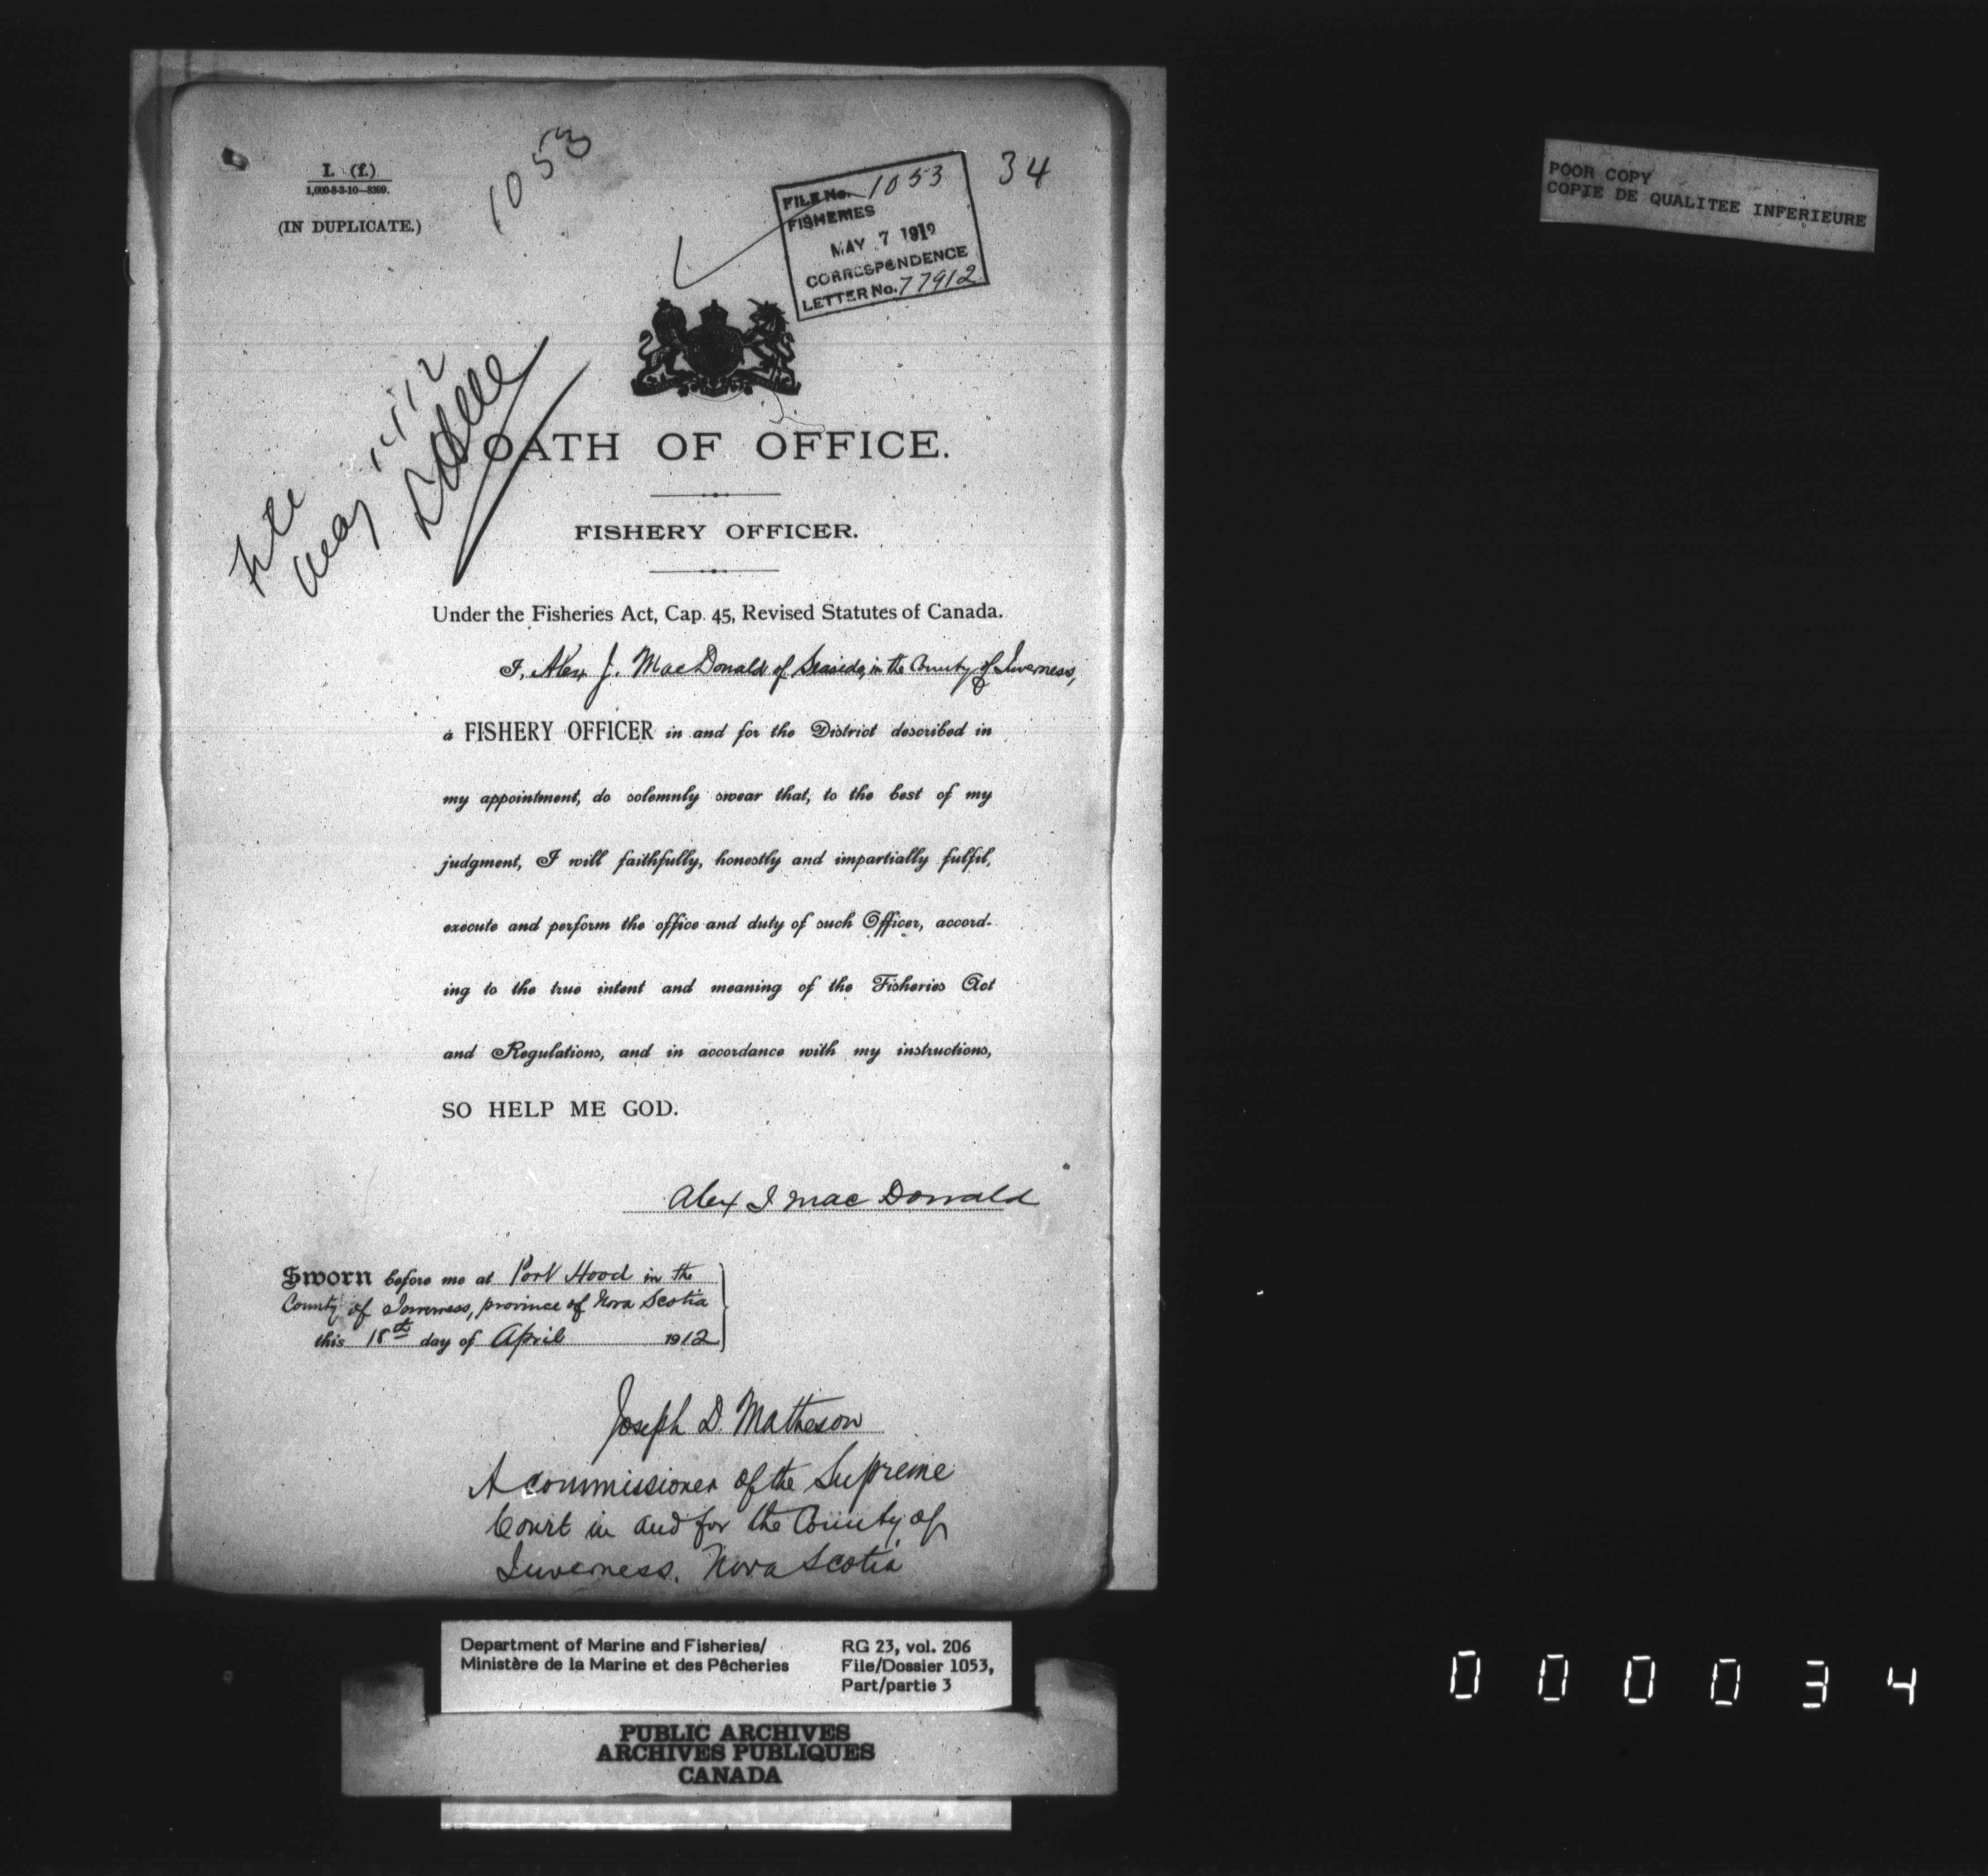 I. (f.)
1,000-8-3-10—8399.
(IN DUPLICATE.)
1053
FILE No. 1053
FISHERIES
MAY 7 1912
CORRESPONDENCE
LETTER No. 77912
34
POOR COPY
COPIE DE QUALITEE INFERIEURE
File
OATH OF OFFICE.
FISHERY OFFICER.
Under the Fisheries Act, Cap. 45, Revised Statutes of Canada.
I, Alex J. MacDonald of Seaside, in the County of Inverness,
a FISHERY OFFICER in and for the District described in
my appointment, do solemnly swear that, to the best of my
judgment, I will faithfully, honestly and impartially fulfil,
execute and perform the office and duty of such Officer, accord-
ing to the true intent and meaning of the Fisheries Act
and Regulations, and in accordance with my instructions,
SO HELP ME GOD.
Alex J MacDonald
Sworn before me at Port Hood in the
County of Inverness, province of Nova Scotia
this 18th day of April 1912
Joseph D. Matheson
A commissioner of the Supreme
Court in and for the County of
Inverness. Nova Scotia
Department of Marine and Fisheries/
Ministère de la Marine et des Pêcheries
RG 23, vol. 206
File/Dossier 1053,
Part/partie 3
PUBLIC ARCHIVES
ARCHIVES PUBLIQUES
CANADA
000034